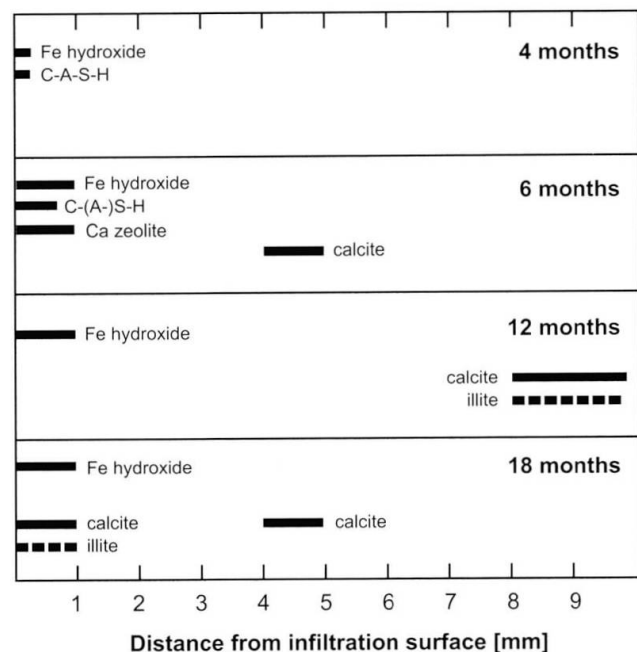 Fe hydroxide
4 months
C-A-S-H
Fe hydroxide
6 months
C-(A-)S-H
Ca zeolite
calcite
12 months
Fe hydroxide
calcite
illite
18 months
Fe hydroxide
calcite
calcite
illite
1 2 3 4 5 6 7 8 9
Distance from infiltration surface [mm]